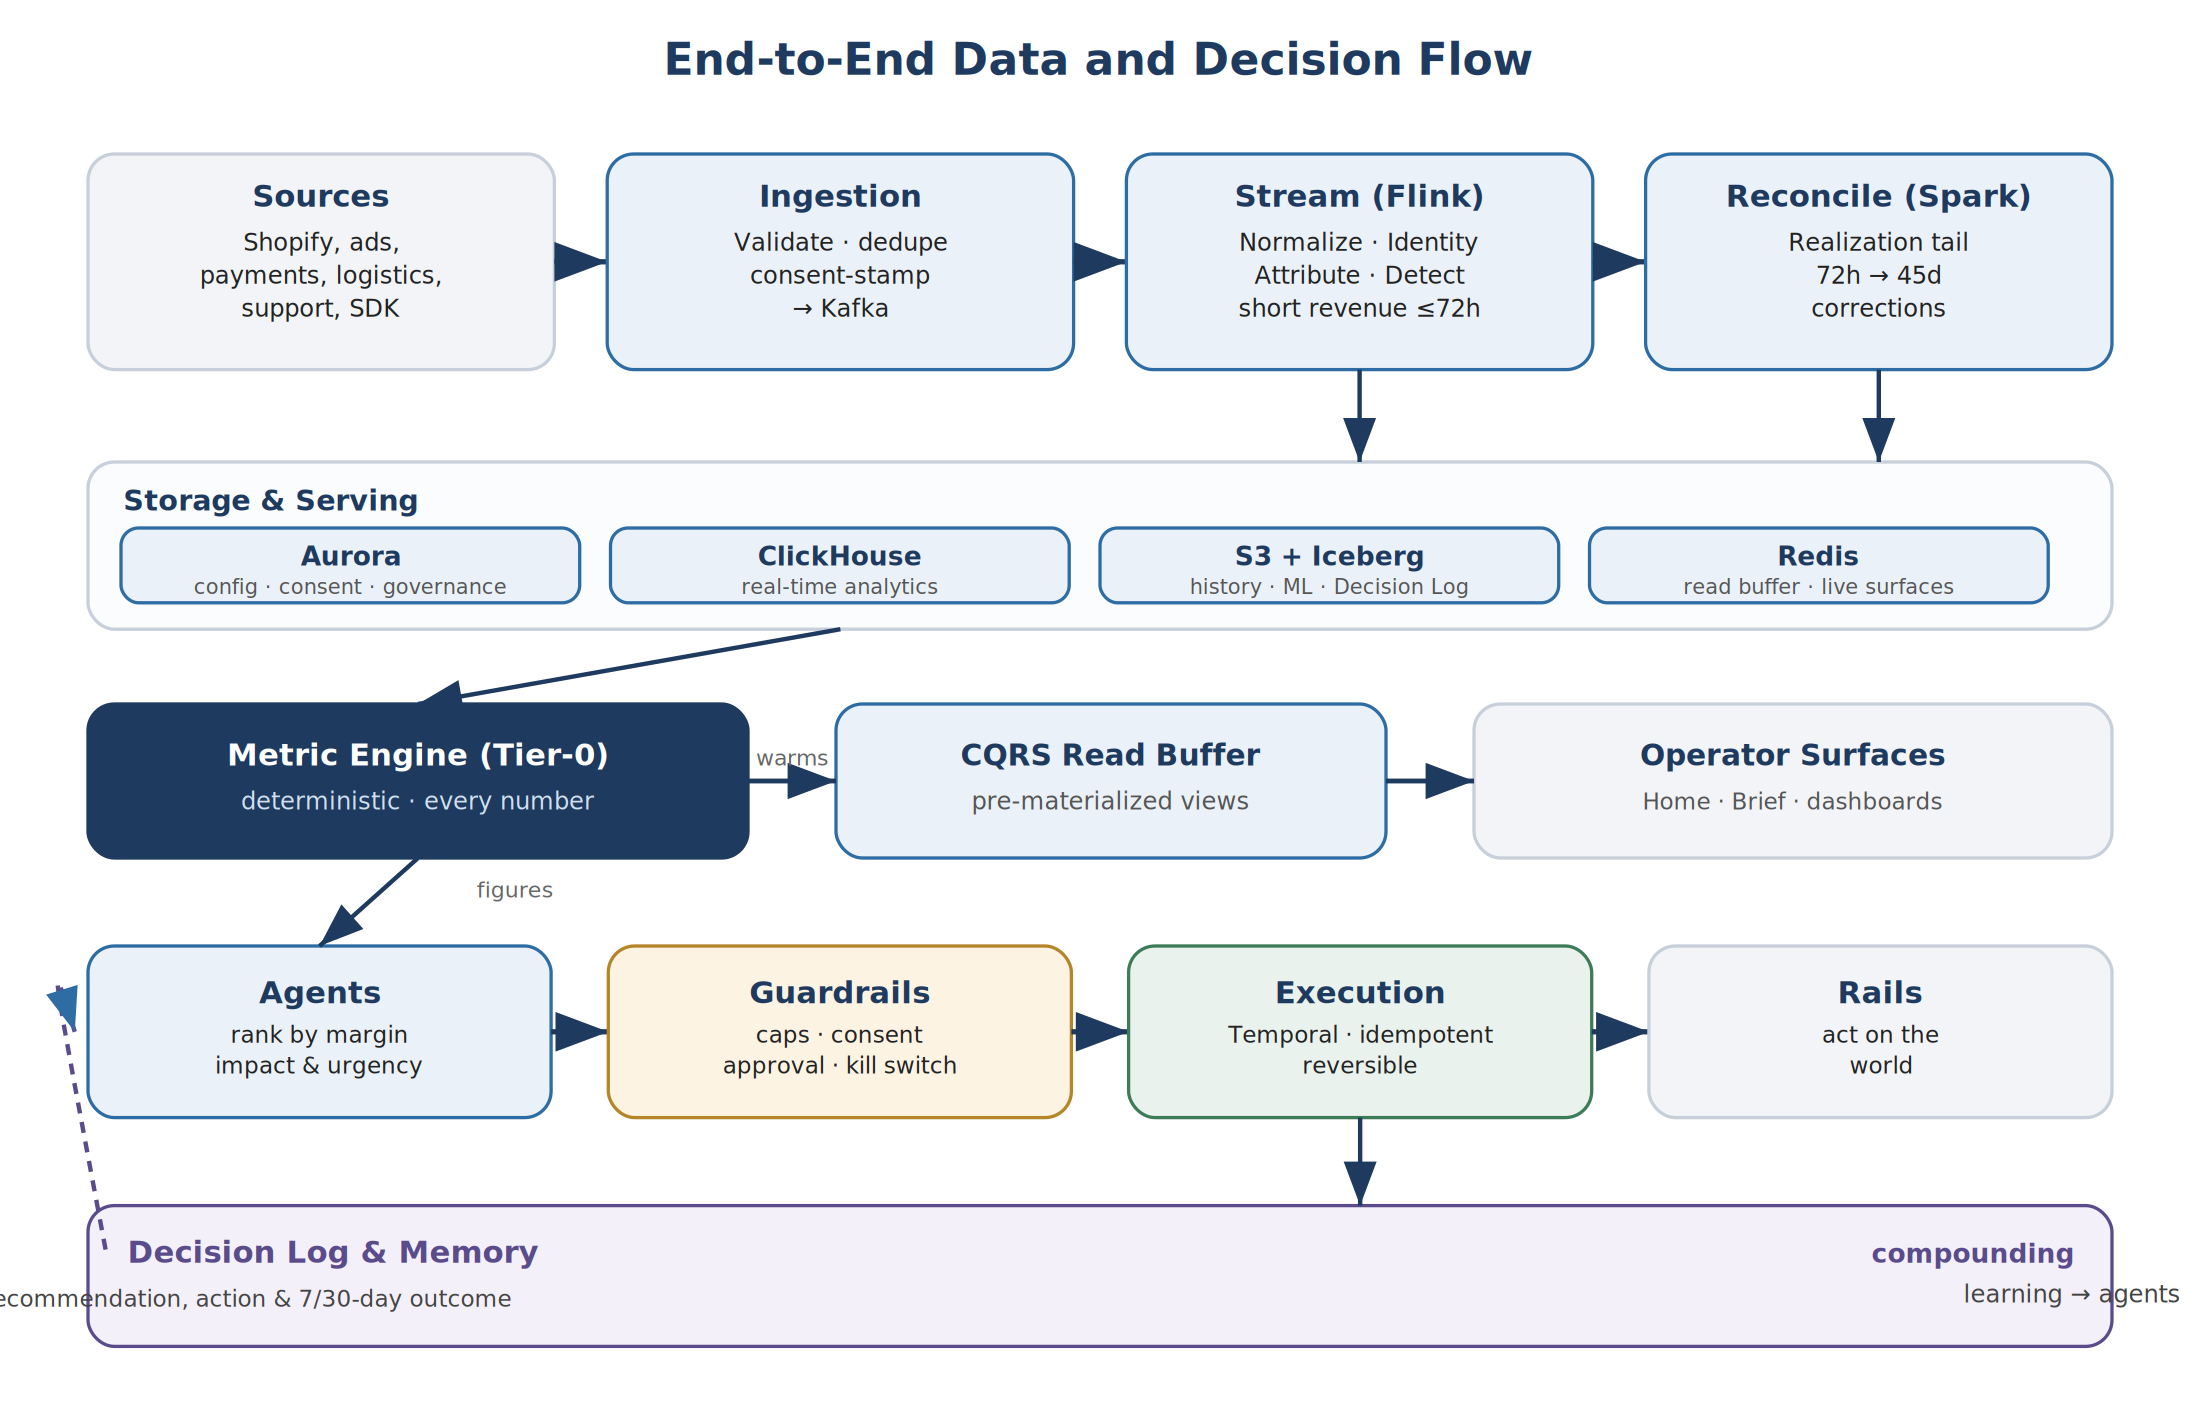 End-to-End Data and Decision Flow
Sources
Shopify, ads,
payments, logistics,
support, SDK
Ingestion
Validate · dedupe
consent-stamp
→ Kafka
Stream (Flink)
Normalize · Identity
Attribute · Detect
short revenue ≤72h
Reconcile (Spark)
Realization tail
72h → 45d
corrections
Storage & Serving
Aurora
config · consent · governance
ClickHouse
real-time analytics
S3 + Iceberg
history · ML · Decision Log
Redis
read buffer · live surfaces
Metric Engine (Tier-0)
deterministic · every number
warms
CQRS Read Buffer
pre-materialized views
Operator Surfaces
Home · Brief · dashboards
figures
Agents
rank by margin
impact & urgency
Guardrails
caps · consent
approval · kill switch
Execution
Temporal · idempotent
reversible
Rails
act on the
world
Decision Log & Memory
ecommendation, action & 7/30-day outcome
compounding
learning → agents